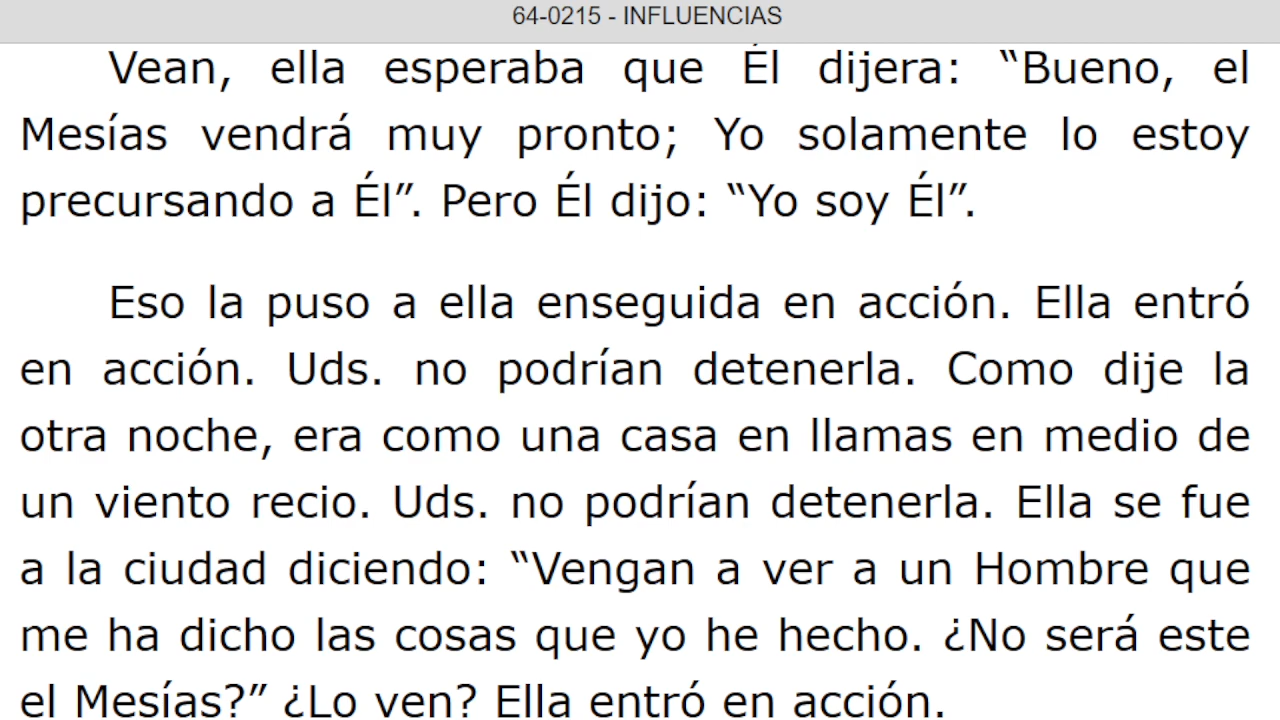 64-0215 - INFLUENCIAS
Vean, ella esperaba que Él dijera: “Bueno, el
Mesías vendrá muy pronto; Yo solamente lo estoy
precursando a Él”. Pero Él dijo: “Yo soy Él”.
Eso la puso a ella enseguida en acción. Ella entró
en acción. Uds. no podrían detenerla. Como dije la
otra noche, era como una casa en llamas en medio de
un viento recio. Uds. no podrían detenerla. Ella se fue
a la ciudad diciendo: “Vengan a ver a un Hombre que
me ha dicho las cosas que yo he hecho. ¿No será este
el Mesías?” ¿Lo ven? Ella entró en acción.